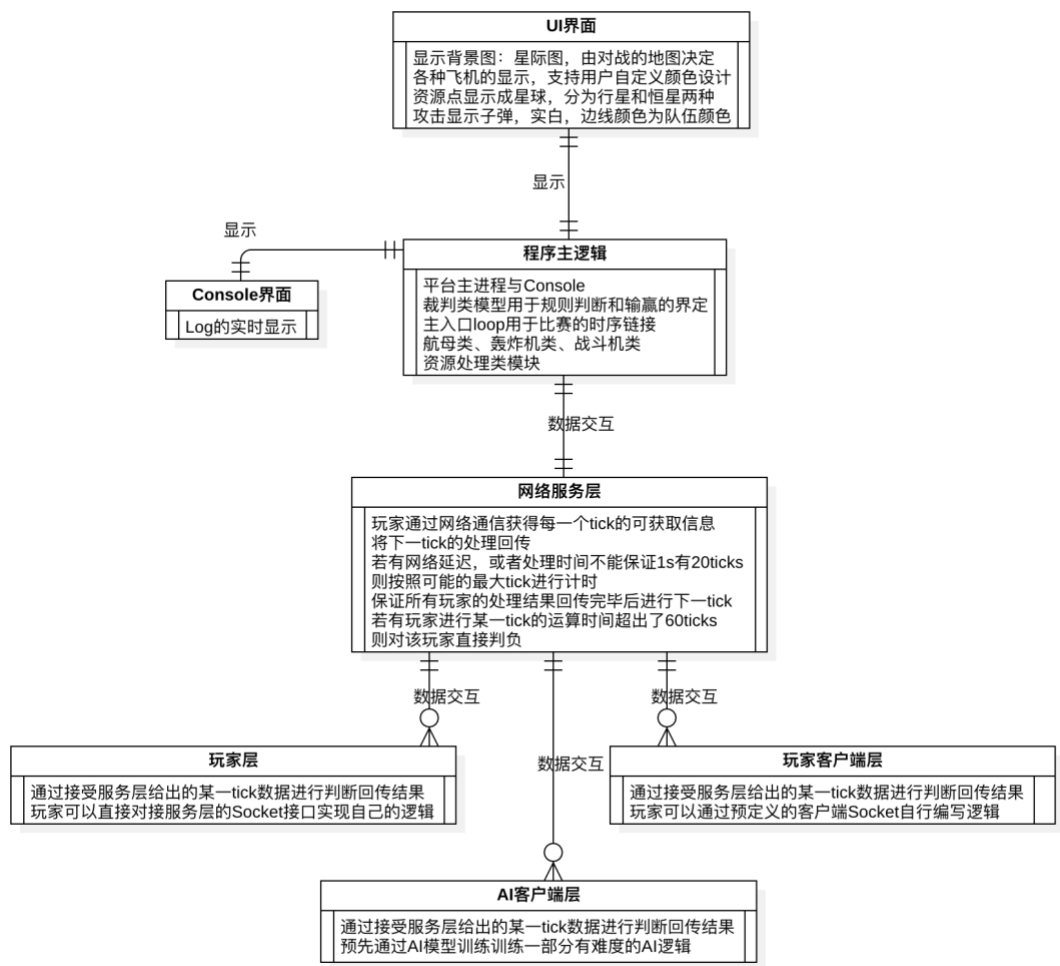 UI界面
显示背景图：星际图，由对战的地图决定
各种飞机的显示，支持用户自定义颜色设计
资源点显示成星球，分为行星和恒星两种
攻击显示子弹，实白，边线颜色为队伍颜色
显示
显示
程序主逻辑
平台主进程与Console
裁判类模型用于规则判断和输赢的界定
主入口loop用于比赛的时序链接
航母类、轰炸机类、战斗机类
资源处理类模块
Console界面
Log的实时显示
数据交互
网络服务层
玩家通过网络通信获得每一个tick的可获取信息
将下一tick的处理回传
若有网络延迟，或者处理时间不能保证1s有20ticks
则按照可能的最大tick进行计时
保证所有玩家的处理结果回传完毕后进行下一tick
若有玩家进行某一tick的运算时间超出了60ticks
则对该玩家直接判负
数据交互
数据交互
数据交互
玩家层
通过接受服务层给出的某一tick数据进行判断回传结果
玩家可以直接对接服务层的Socket接口实现自己的逻辑
玩家客户端层
通过接受服务层给出的某一tick数据进行判断回传结果
玩家可以通过预定义的客户端Socket自行编写逻辑
AI客户端层
通过接受服务层给出的某一tick数据进行判断回传结果
预先通过AI模型训练训练一部分有难度的AI逻辑